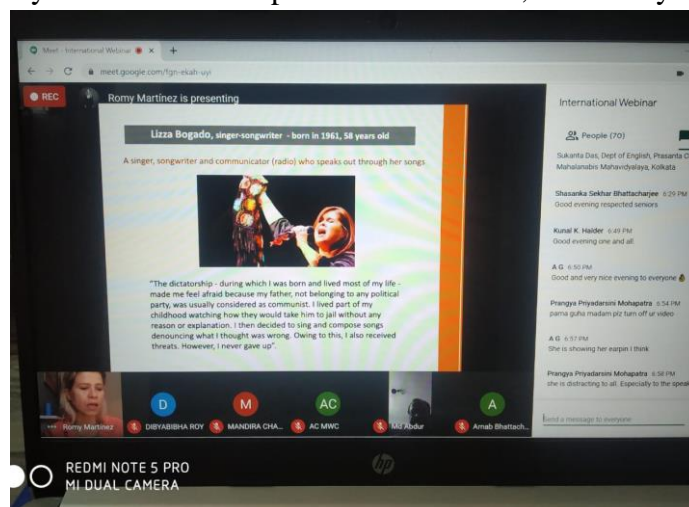 Meet - International Webinar
meet.google.com/fgn-ekah-uyi
REC
Romy Martinez is presenting
Lizza Bogado, singer-songwriter - born in 1961, 58 years old
A singer, songwriter and communicator (radio) who speaks out through her songs
"The dictatorship - during which I was born and lived most of my life -
made me feel afraid because my father, not belonging to any political
party, was usually considered as communist. I lived part of my
childhood watching how they would take him to jail without any
reason or explanation. I then decided to sing and compose songs
denouncing what I thought was wrong. Owing to this, I also received
threats. However, I never gave up".
International Webinar
People (70)
Sukanta Das, Dept of English, Prasanta
Mahalanabis Mahavidyalaya, Kolkata
Shasanka Sekhar Bhattacharjee 6:29 PM
Good evening respected seniors
Kunal K. Halder 6:49 PM
Good evening one and all
A G 6:50 PM
Good and very nice evening to everyone
Prangya Priyadarsini Mohapatra 6:54 PM
parna guha madam plz turn off ur video
A G 6:57 PM
She is showing her earpin I think
Prangya Priyadarsini Mohapatra 6:58 PM
she is distracting to all. Especially to the
Send a message to everyone
D
M
AC
A
Romy Martinez
DIBYABIBHA ROY
MANDIRA CHA...
AC MWC
Md Abdur
Arnab Bhattach...
hp
REDMI NOTE 5 PRO
MI DUAL CAMERA